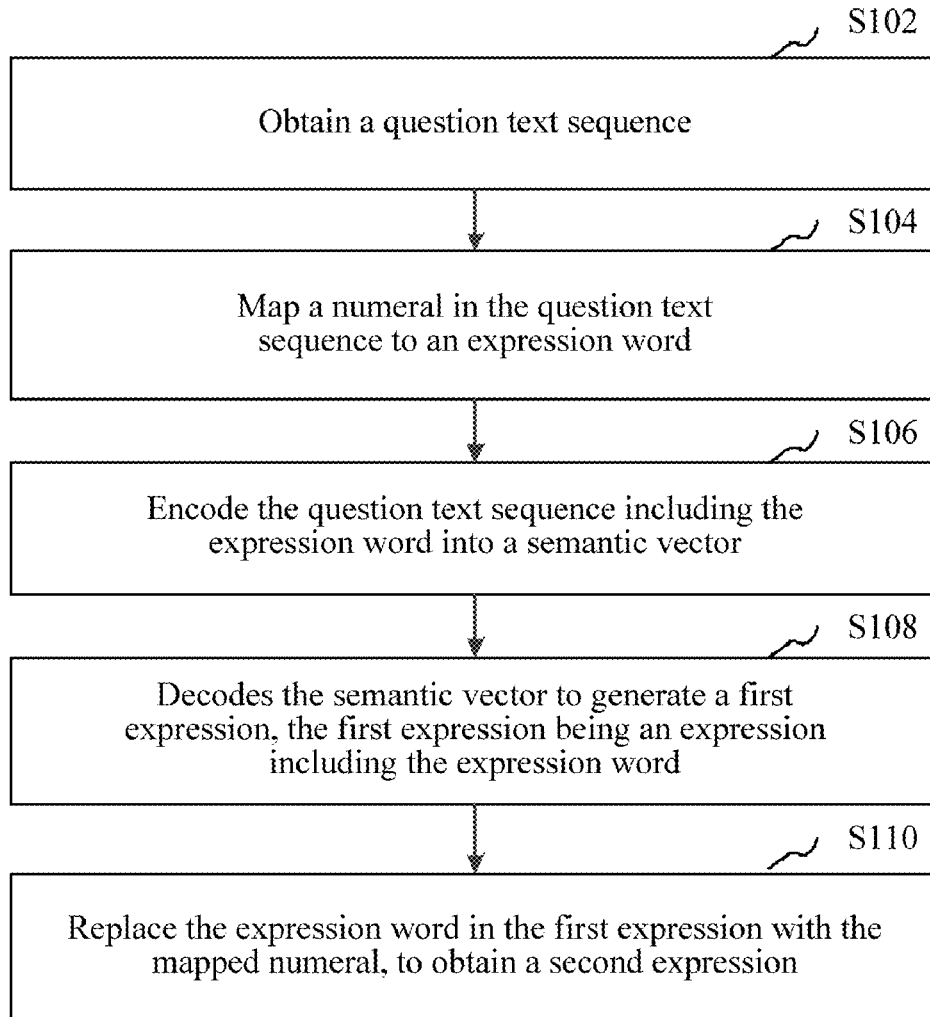 S102
Obtain a question text sequence
S104
Map a numeral in the question text
sequence to an expression word
S106
Encode the question text sequence including the
expression word into a semantic vector
S108
Decodes the semantic vector to generate a first
expression, the first expression being an expression
including the expression word
S110
Replace the expression word in the first expression with the
mapped numeral, to obtain a second expression